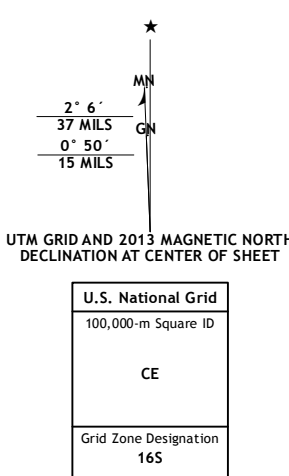 ★
MN
2° 6´
37 MILS
GN
0° 50´
15 MILS
UTM GRID AND 2013 MAGNETIC NORTH
DECLINATION AT CENTER OF SHEET
U.S. National Grid
100,000-m Square ID
CE
Grid Zone Designation
16S